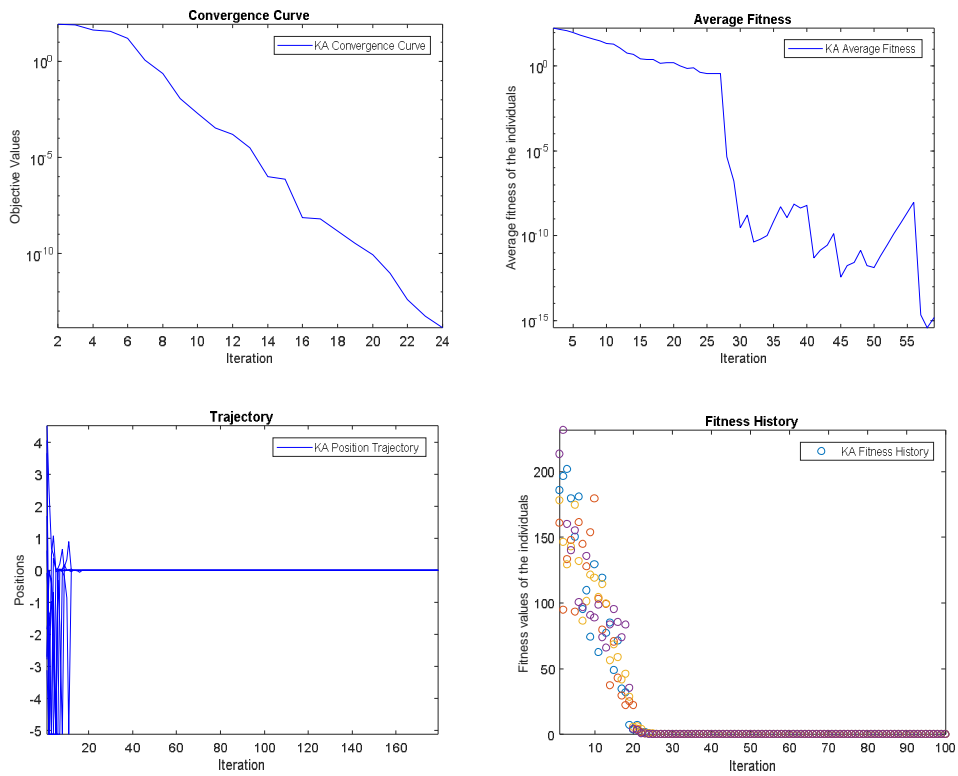 Convergence Curve
KA Convergence Curve
Objective Values
10^0
10^-5
10^-10
2 4 6 8 10 12 14 16 18 20 22 24
Iteration
Average Fitness
KA Average Fitness
Average fitness of the individuals
10^0
10^-5
10^-10
10^-15
5 10 15 20 25 30 35 40 45 50 55
Iteration
Trajectory
KA Position Trajectory
Positions
4
3
2
1
0
-1
-2
-3
-4
-5
20 40 60 80 100 120 140 160
Iteration
Fitness History
KA Fitness History
Fitness values of the individuals
200
150
100
50
0
10 20 30 40 50 60 70 80 90 100
Iteration